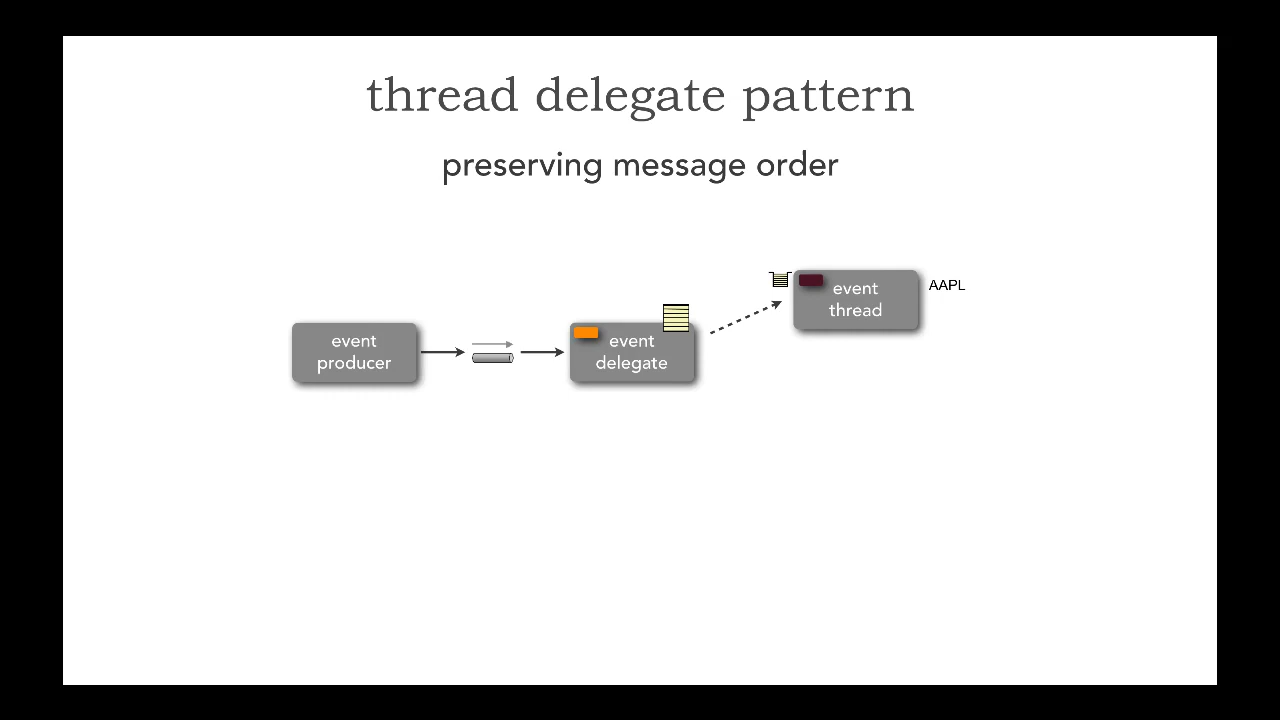 thread delegate pattern
preserving message order
event
producer
event
delegate
event
thread
AAPL